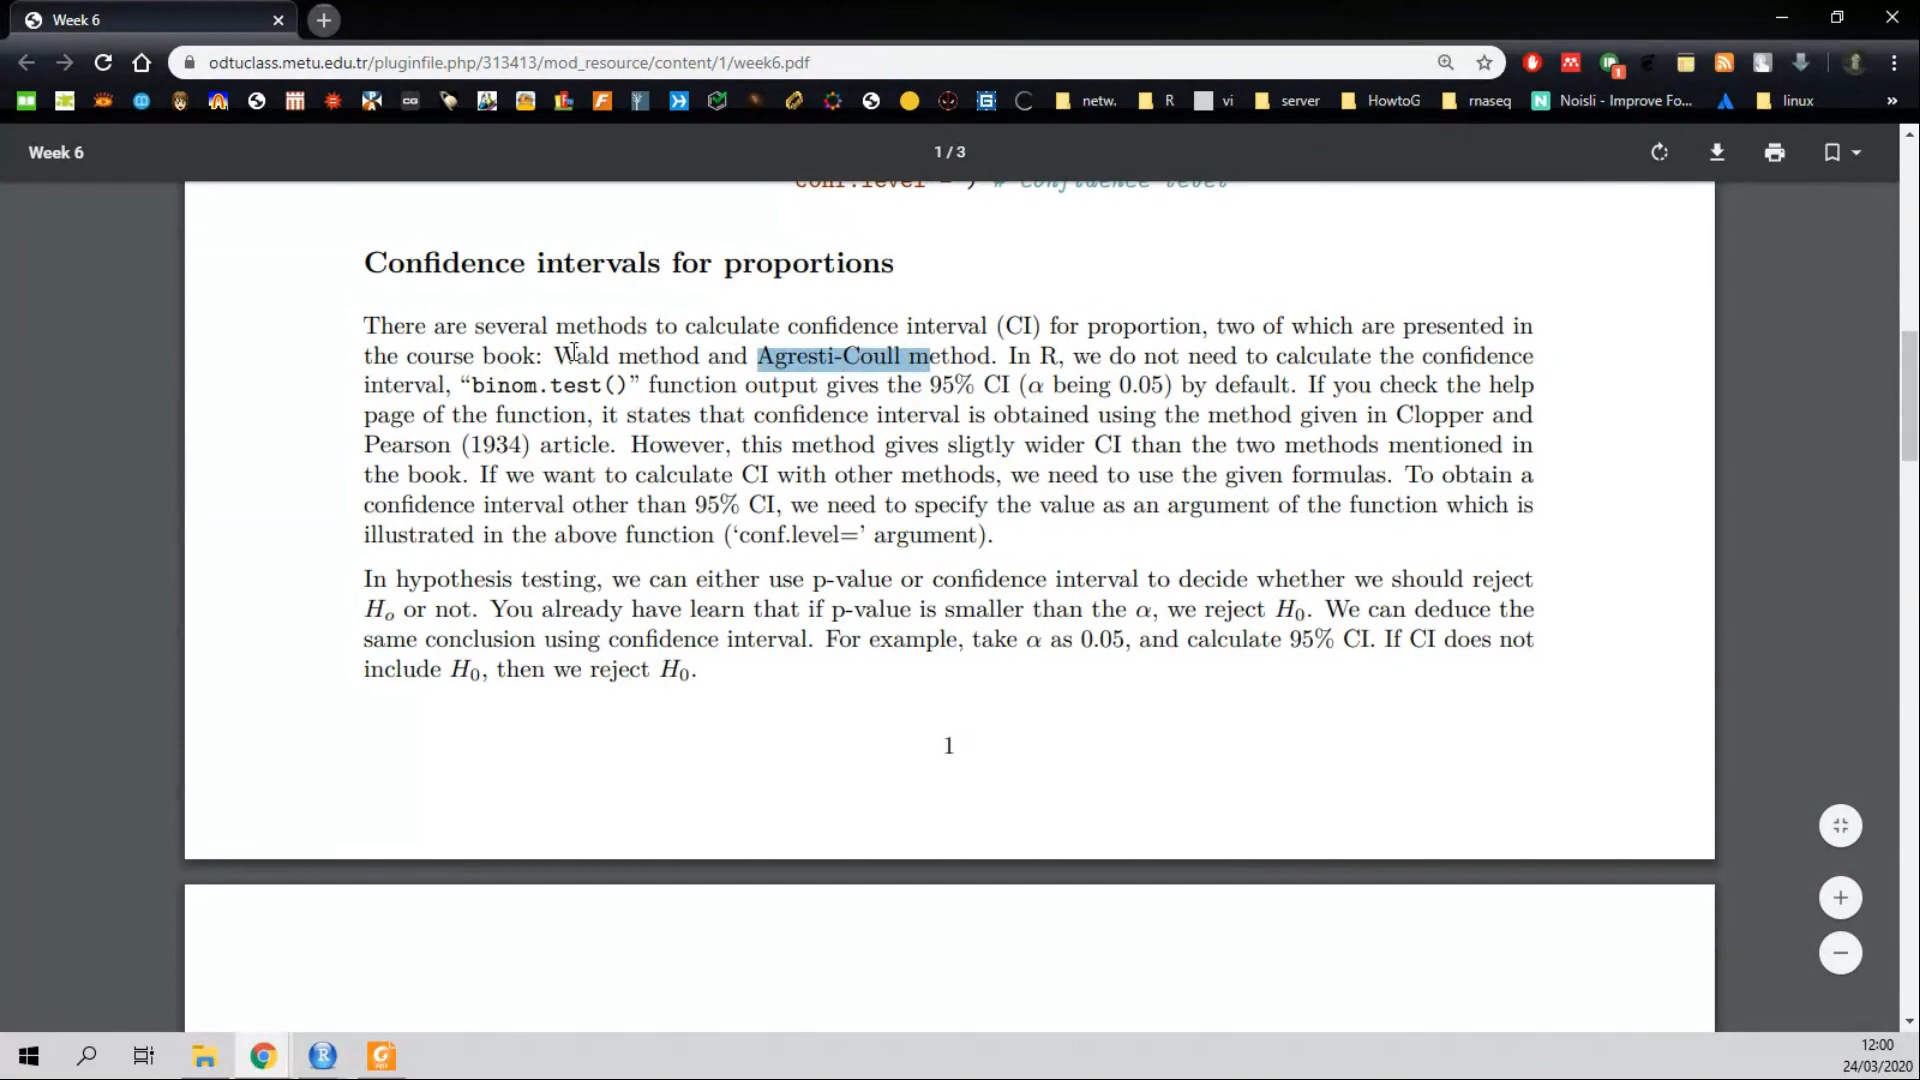 Week 6
odtuclass.metu.edu.tr/pluginfile.php/313413/mod_resource/content/1/week6.pdf
CG
netw.
R
vi
server
HowtoG
rnaseq
Noisli - Improve Fo...
linux
»
Week 6
1 / 3
conf.level = ) # confidence level
Confidence intervals for proportions
There are several methods to calculate confidence interval (CI) for proportion, two of which are presented in
the course book: Wald method and Agresti-Coull method. In R, we do not need to calculate the confidence
interval, “binom.test()” function output gives the 95% CI (α being 0.05) by default. If you check the help
page of the function, it states that confidence interval is obtained using the method given in Clopper and
Pearson (1934) article. However, this method gives sligtly wider CI than the two methods mentioned in
the book. If we want to calculate CI with other methods, we need to use the given formulas. To obtain a
confidence interval other than 95% CI, we need to specify the value as an argument of the function which is
illustrated in the above function (‘conf.level=’ argument).
In hypothesis testing, we can either use p-value or confidence interval to decide whether we should reject
Hₒ or not. You already have learn that if p-value is smaller than the α, we reject H₀. We can deduce the
same conclusion using confidence interval. For example, take α as 0.05, and calculate 95% CI. If CI does not
include H₀, then we reject H₀.
1
12:00
24/03/2020